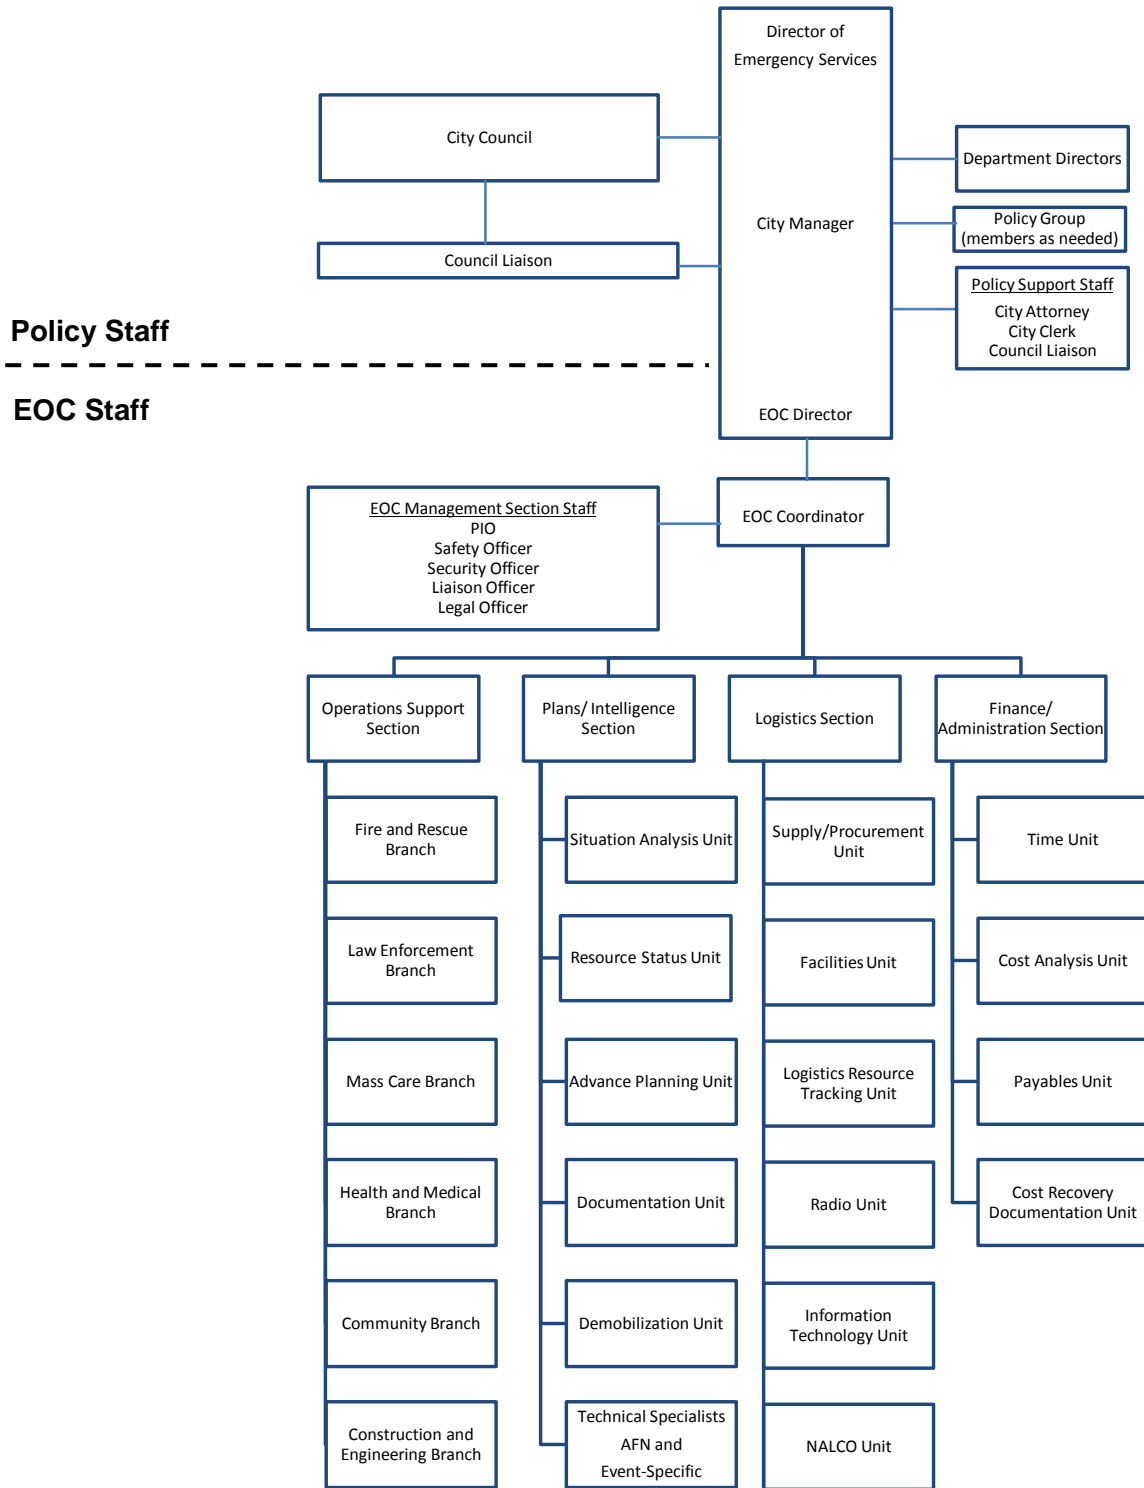 Director of
Emergency Services
City Council
Department Directors
City Manager
Policy Group
(members as needed)
Council Liaison
Policy Support Staff
City Attorney
City Clerk
Council Liaison
Policy Staff
EOC Staff
EOC Director
EOC Management Section Staff
PIO
Safety Officer
Security Officer
Liaison Officer
Legal Officer
EOC Coordinator
Operations Support
Section
Plans/ Intelligence
Section
Logistics Section
Finance/
Administration Section
Fire and Rescue
Branch
Situation Analysis Unit
Supply/Procurement
Unit
Time Unit
Law Enforcement
Branch
Resource Status Unit
Facilities Unit
Cost Analysis Unit
Mass Care Branch
Advance Planning Unit
Logistics Resource
Tracking Unit
Payables Unit
Health and Medical
Branch
Documentation Unit
Radio Unit
Cost Recovery
Documentation Unit
Community Branch
Demobilization Unit
Information
Technology Unit
Construction and
Engineering Branch
Technical Specialists
AFN and
Event-Specific
NALCO Unit